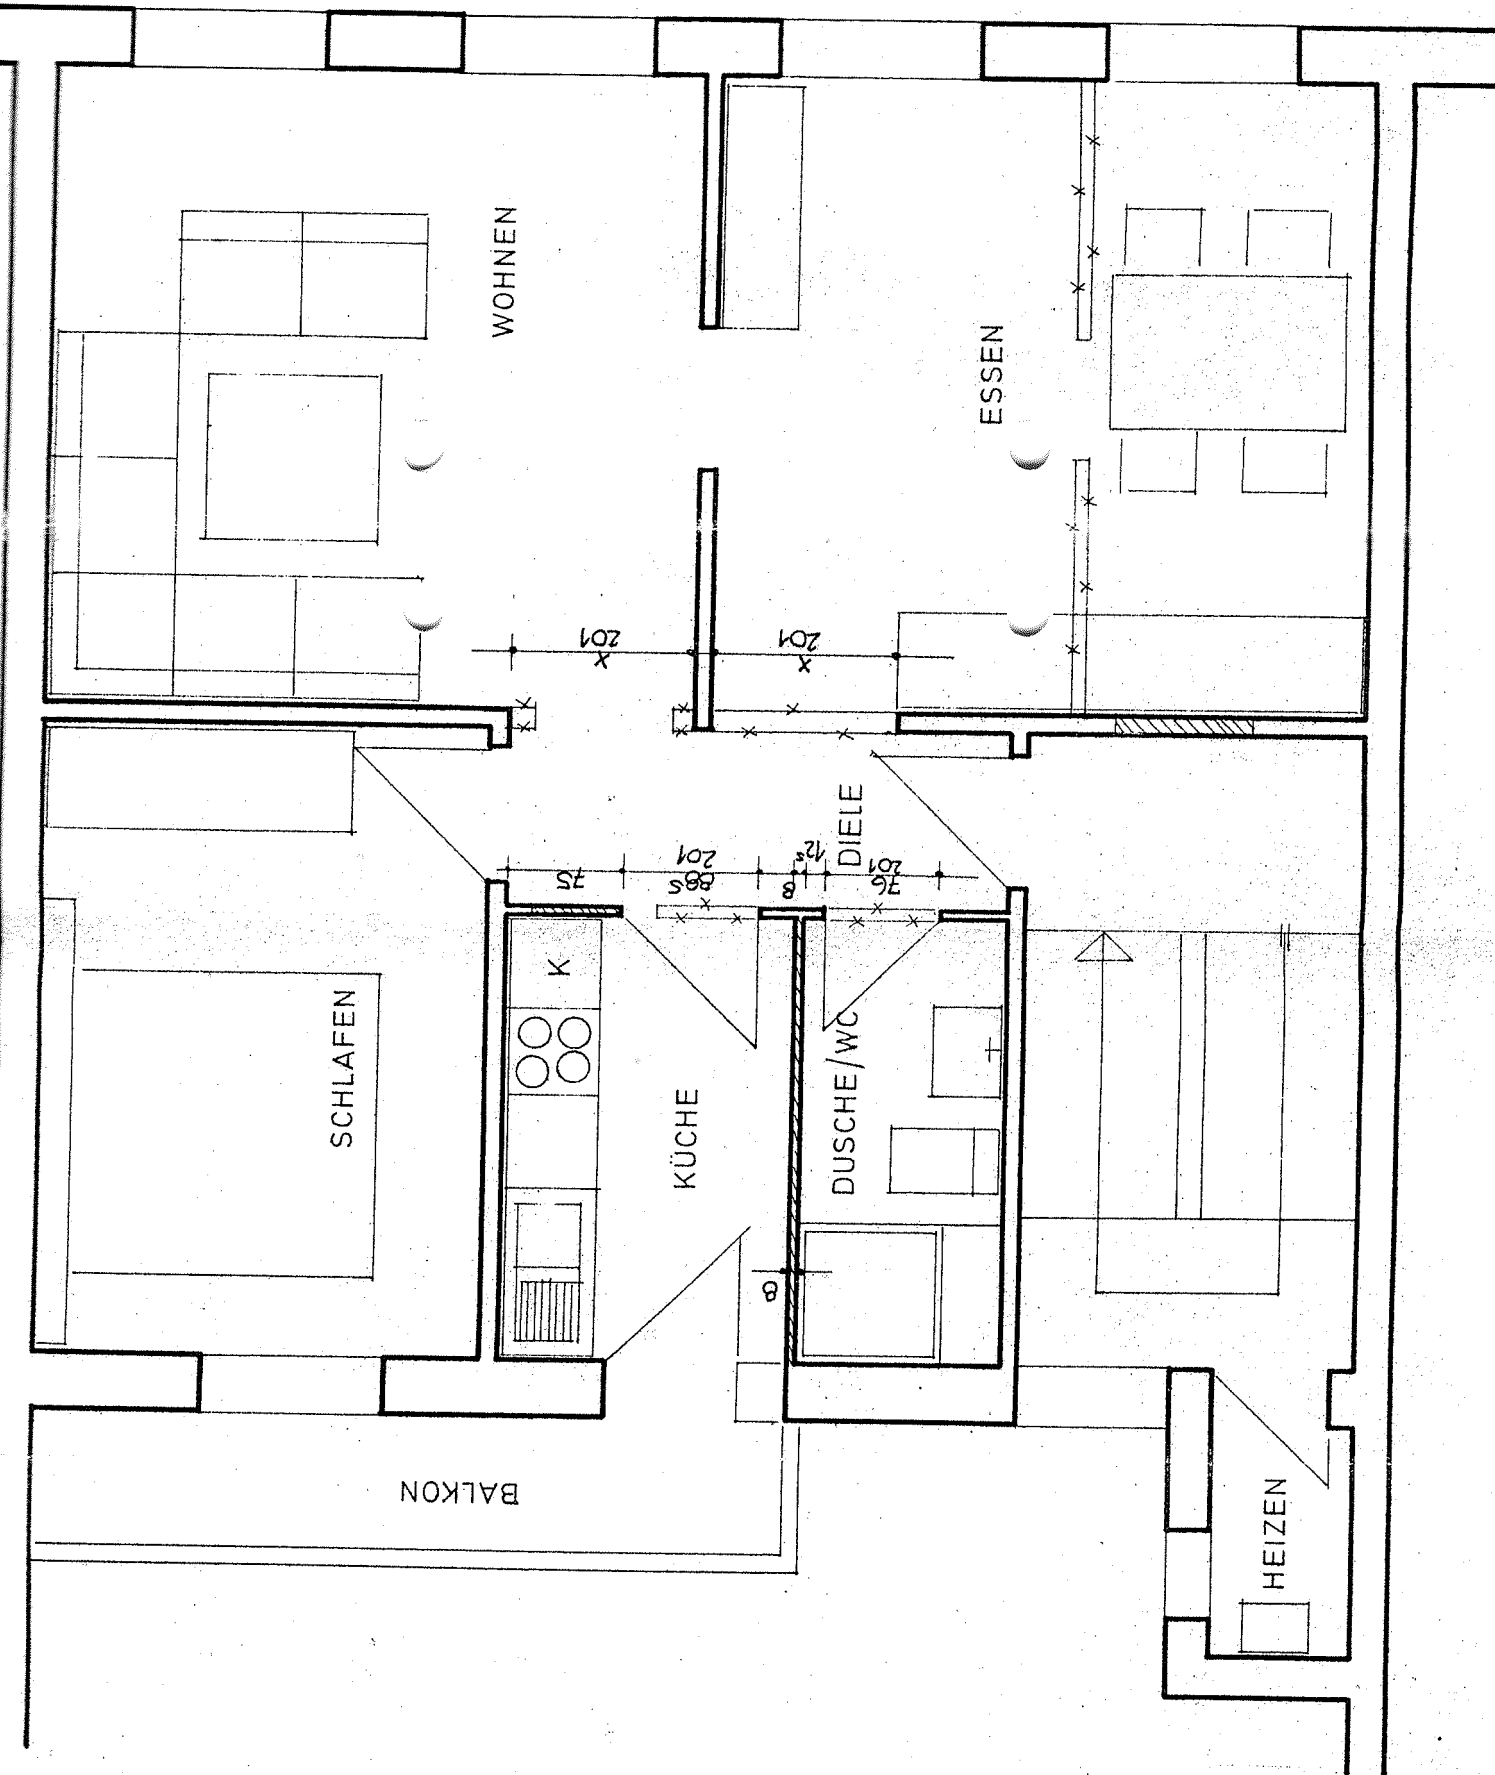 WOHNEN
ESSEN
X
201
X
201
DIELE
75
88⁵
201
8
12⁵
76
201
K
SCHLAFEN
KÜCHE
DUSCHE/WC
8
BALKON
HEIZEN